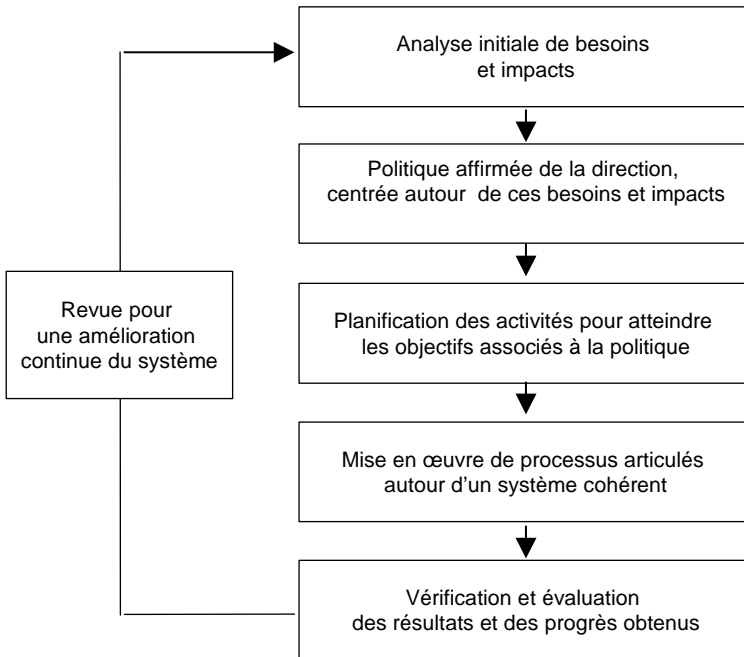 Analyse initiale de besoins
et impacts
Politique affirmée de la direction,
centrée autour de ces besoins et impacts
Planification des activités pour atteindre
les objectifs associés à la politique
Mise en œuvre de processus articulés
autour d'un système cohérent
Vérification et évaluation
des résultats et des progrès obtenus
Revue pour
une amélioration
continue du système